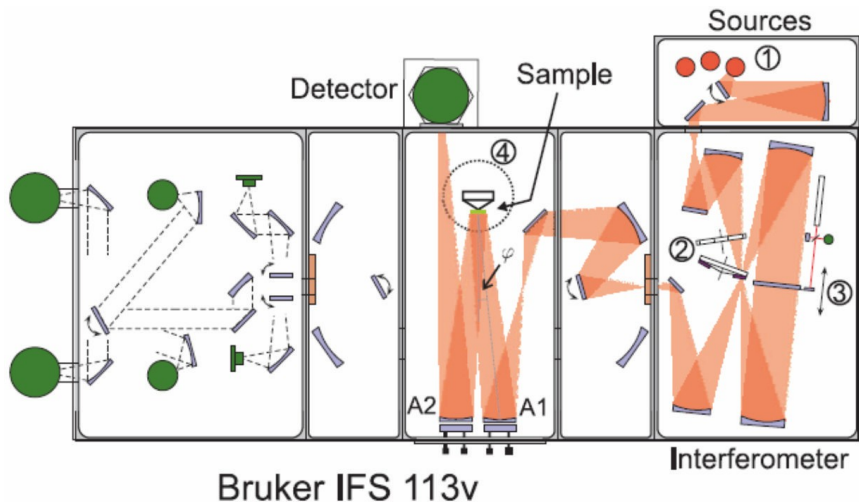 Sources
①
Detector
Sample
④
②
φ
③
A2
A1
Interferometer
Bruker IFS 113v